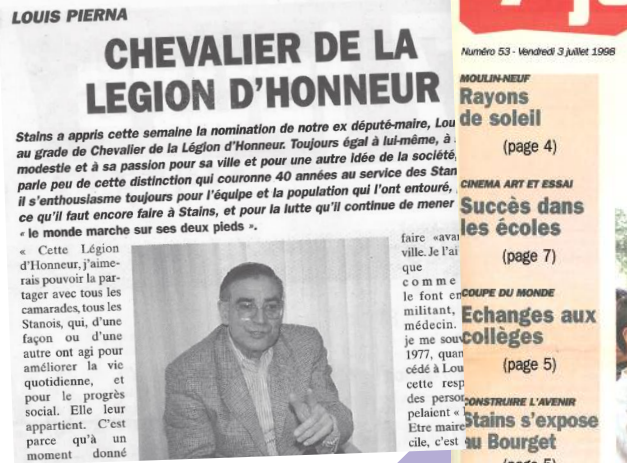 LOUIS PIERNA
CHEVALIER DE LA
LEGION D'HONNEUR
Stains a appris cette semaine la nomination de notre ex député-maire, Lou
au grade de Chevalier de la Légion d'Honneur. Toujours égal à lui-même, à
modestie et à sa passion pour sa ville et pour une autre idée de la société,
parle peu de cette distinction qui couronne 40 années au service des Stan
il s'enthousiasme toujours pour l'équipe et la population qui l'ont entouré,
ce qu'il faut encore faire à Stains, et pour la lutte qu'il continue de mener
« le monde marche sur ses deux pieds ».
« Cette Légion
d'Honneur, j'aime-
rais pouvoir la par-
tager avec tous les
camarades, tous les
Stanois, qui, d'une
façon ou d'une
autre ont agi pour
améliorer la vie
quotidienne, et
pour le progrès
social. Elle leur
appartient. C'est
parce qu'à un
moment donné
faire «avan
ville. Je l'ai
que
comme
le font en
militant,
médecin.
je me souv
1977, quan
cédé à Lou
cette resp
des person
pelaient «
Etre maire
cile, c'est
Numéro 53 - Vendredi 3 juillet 1998
MOULIN-NEUF
Rayons
de soleil
(page 4)
CINEMA ART ET ESSAI
Succès dans
les écoles
(page 7)
COUPE DU MONDE
Echanges aux
collèges
(page 5)
CONSTRUIRE L'AVENIR
Stains s'expose
au Bourget
(page 5)